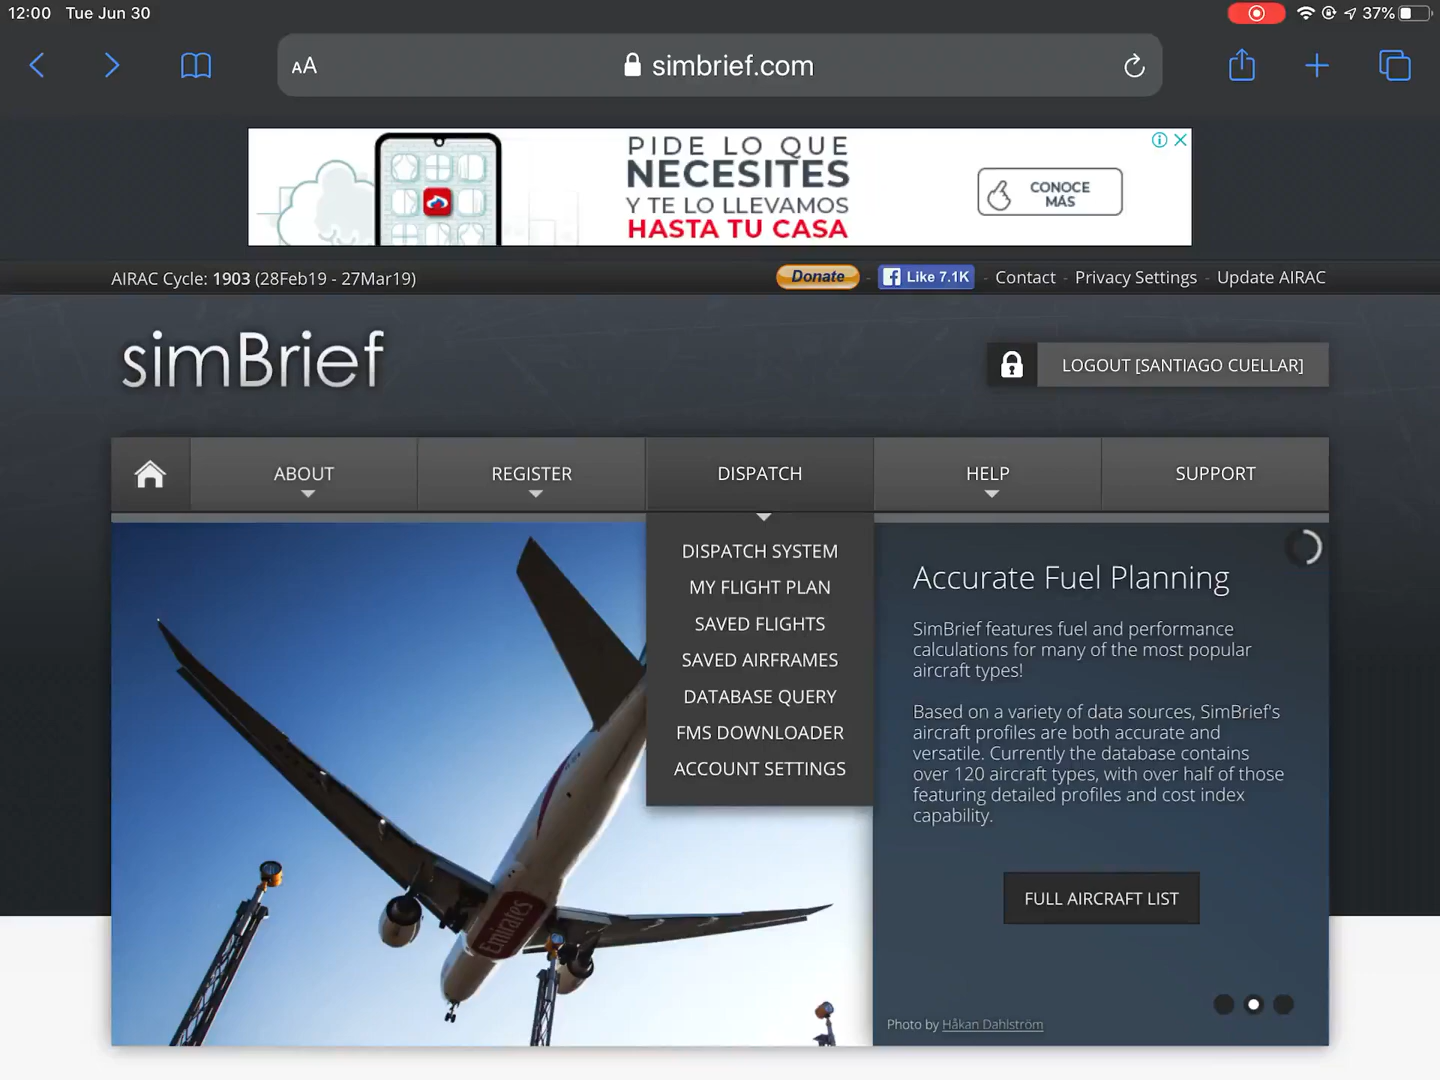 12:00 Tue Jun 30
37%
AA
simbrief.com
PIDE LO QUE
NECESITES
Y TE LO LLEVAMOS
HASTA TU CASA
CONOCE
MÁS
AIRAC Cycle: 1903 (28Feb19 - 27Mar19)
Donate - Like 7.1K - Contact - Privacy Settings - Update AIRAC
simBrief
LOGOUT [SANTIAGO CUELLAR]
ABOUT
REGISTER
DISPATCH
HELP
SUPPORT
DISPATCH SYSTEM
MY FLIGHT PLAN
SAVED FLIGHTS
SAVED AIRFRAMES
DATABASE QUERY
FMS DOWNLOADER
ACCOUNT SETTINGS
Emirates
Accurate Fuel Planning
SimBrief features fuel and performance
calculations for many of the most popular
aircraft types!
Based on a variety of data sources, SimBrief's
aircraft profiles are both accurate and
versatile. Currently the database contains
over 120 aircraft types, with over half of those
featuring detailed profiles and cost index
capability.
FULL AIRCRAFT LIST
Photo by Håkan Dahlström